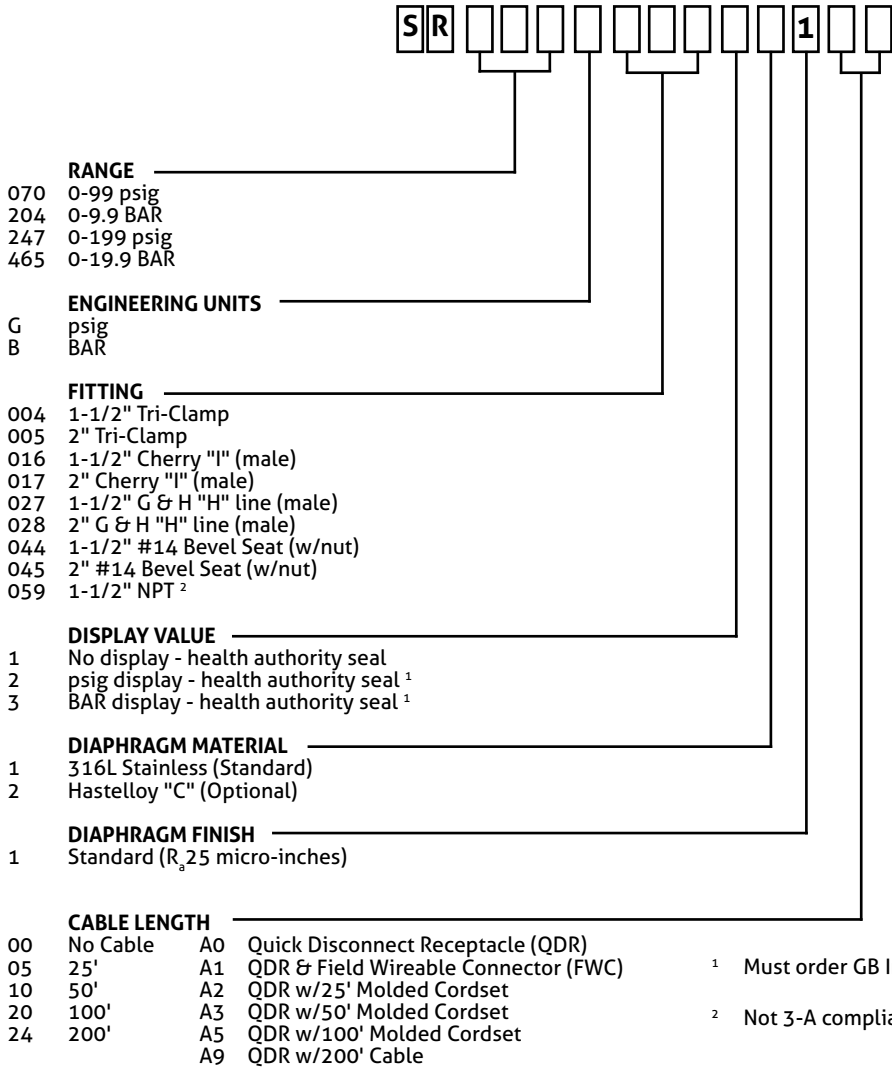 SR 1
RANGE
070 0-99 psig
204 0-9.9 BAR
247 0-199 psig
465 0-19.9 BAR
ENGINEERING UNITS
G psig
B BAR
FITTING
004 1-1/2" Tri-Clamp
005 2" Tri-Clamp
016 1-1/2" Cherry "I" (male)
017 2" Cherry "I" (male)
027 1-1/2" G & H "H" line (male)
028 2" G & H "H" line (male)
044 1-1/2" #14 Bevel Seat (w/nut)
045 2" #14 Bevel Seat (w/nut)
059 1-1/2" NPT ²
DISPLAY VALUE
1 No display - health authority seal
2 psig display - health authority seal ¹
3 BAR display - health authority seal ¹
DIAPHRAGM MATERIAL
1 316L Stainless (Standard)
2 Hastelloy "C" (Optional)
DIAPHRAGM FINISH
1 Standard (Rₐ25 micro-inches)
CABLE LENGTH
00 No Cable A0 Quick Disconnect Receptacle (QDR)
05 25' A1 QDR & Field Wireable Connector (FWC) ¹ Must order GB
10 50' A2 QDR w/25' Molded Cordset
20 100' A3 QDR w/50' Molded Cordset ² Not 3-A
24 200' A5 QDR w/100' Molded Cordset
A9 QDR w/200' Cable